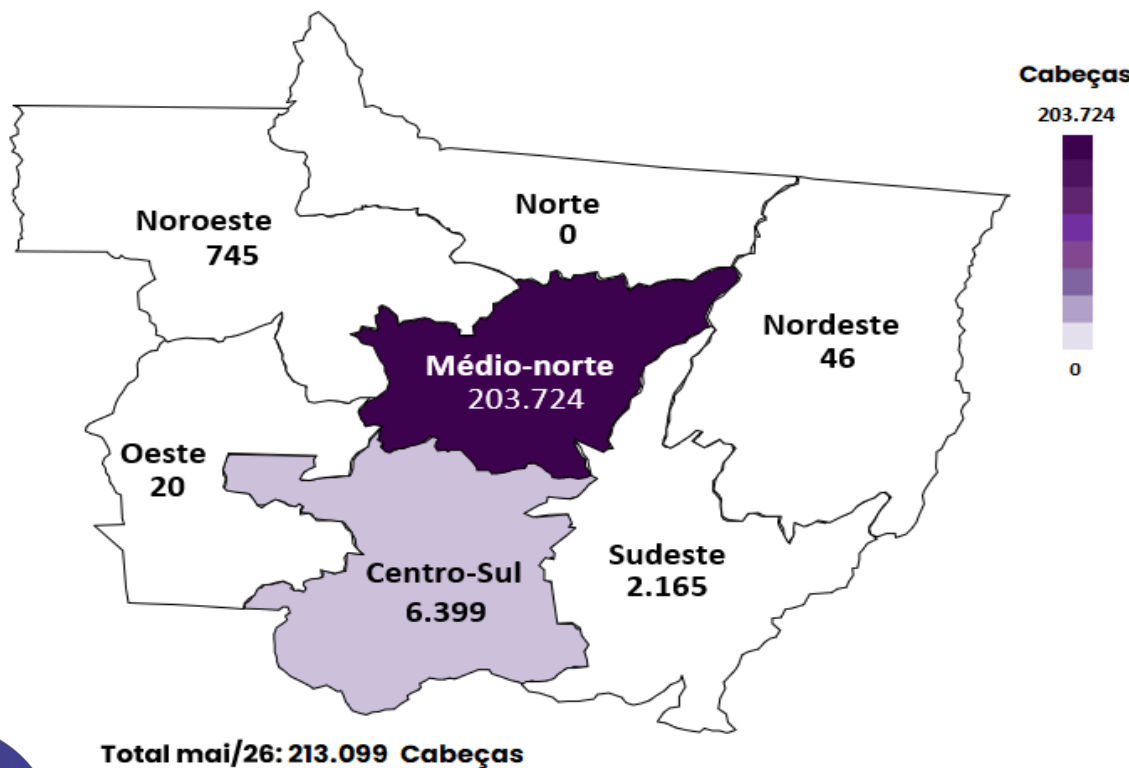 Cabeças
203.724
0
Norte
0
Noroeste
745
Nordeste
46
Médio-norte
203.724
Oeste
20
Sudeste
2.165
Centro-Sul
6.399
Total mai/26: 213.099 Cabeças